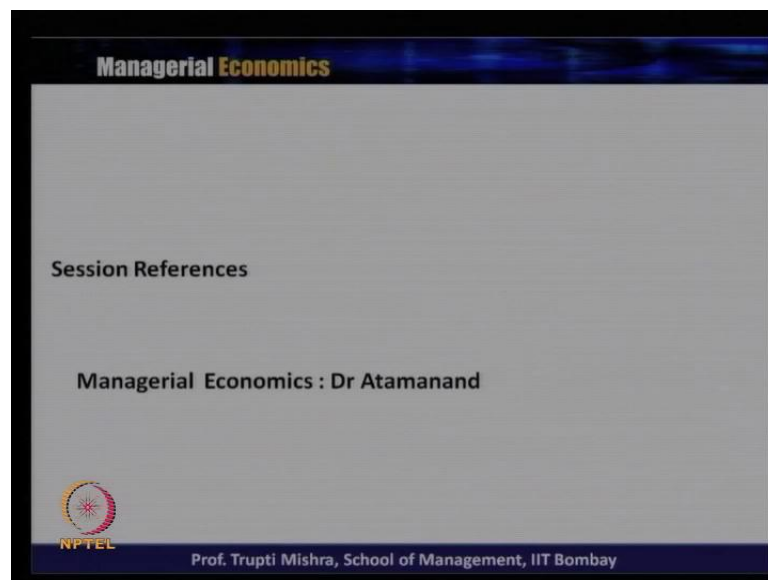 Managerial Economics
Session References
Managerial Economics : Dr Atamanand
NPTEL
Prof. Trupti Mishra, School of Management, IIT Bombay